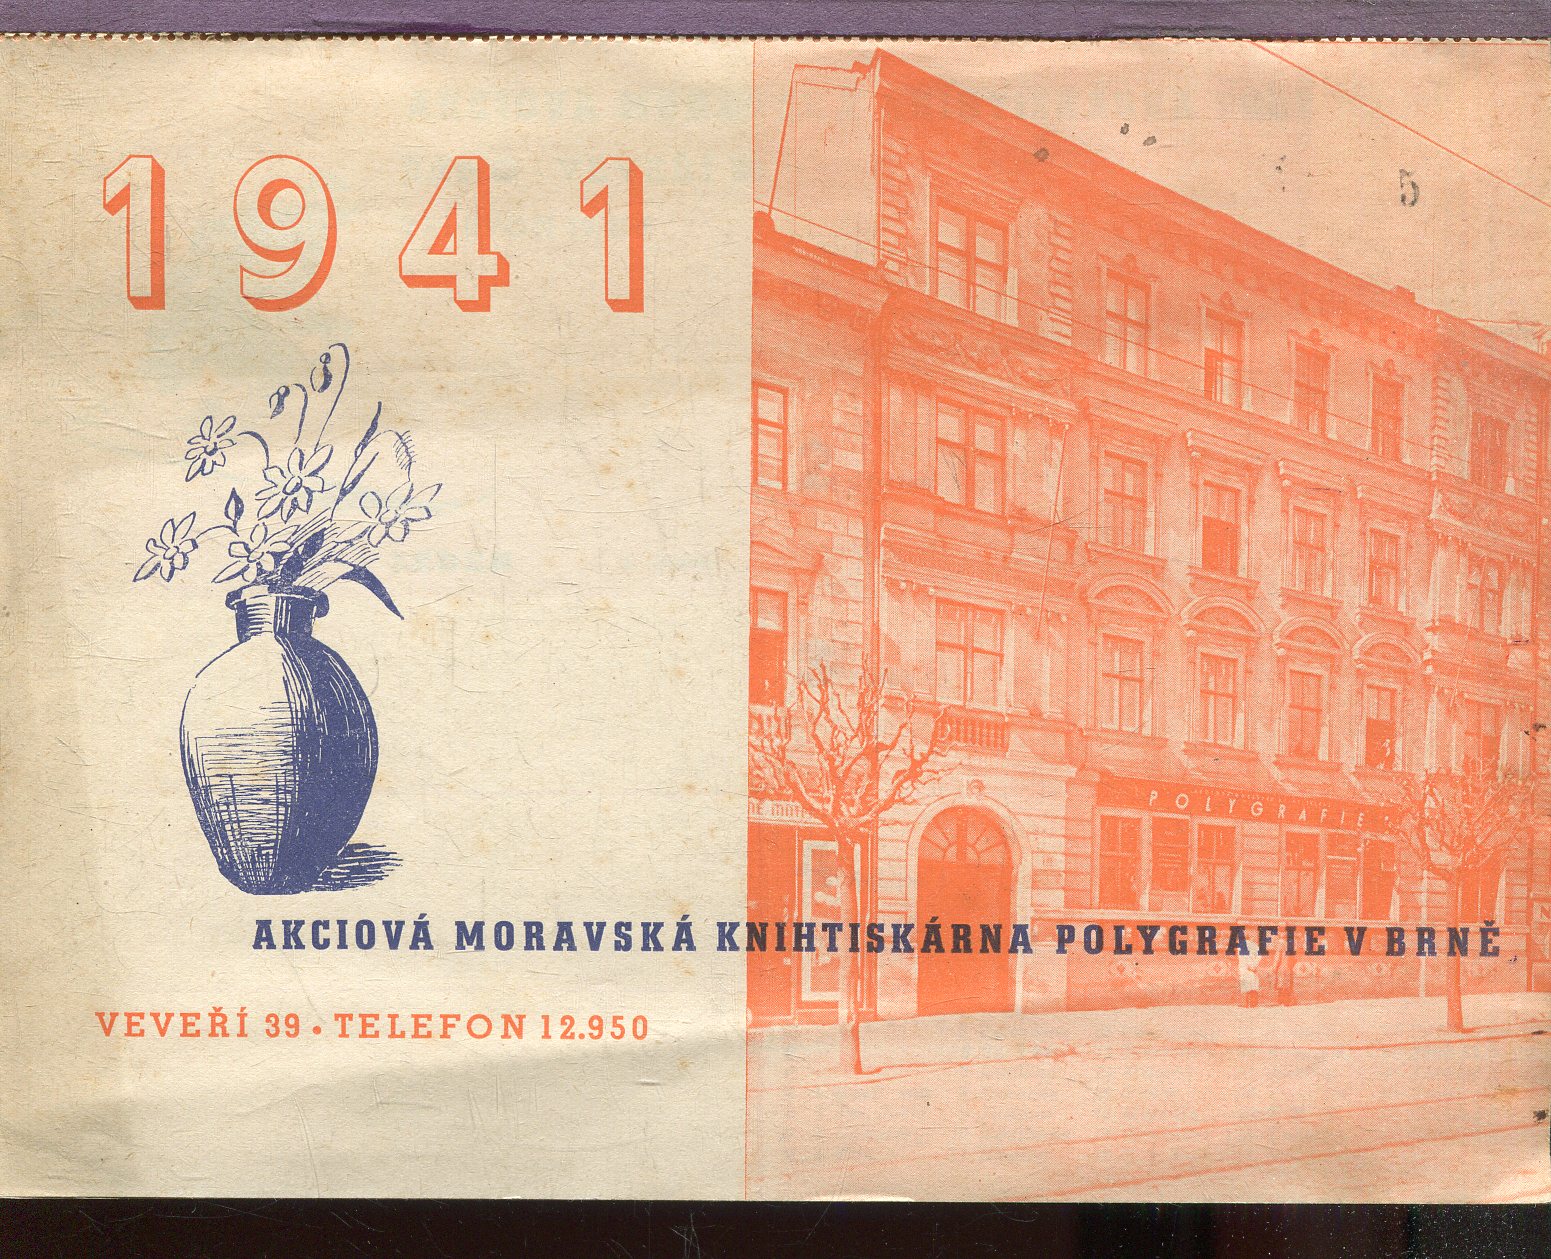 1941
5
POLYGRAFIE
AKCIOVÁ MORAVSKÁ KNIHTISKÁRNA POLYGRAFIE V BRNĚ
VEVEŘÍ 39 • TELEFON 12.950